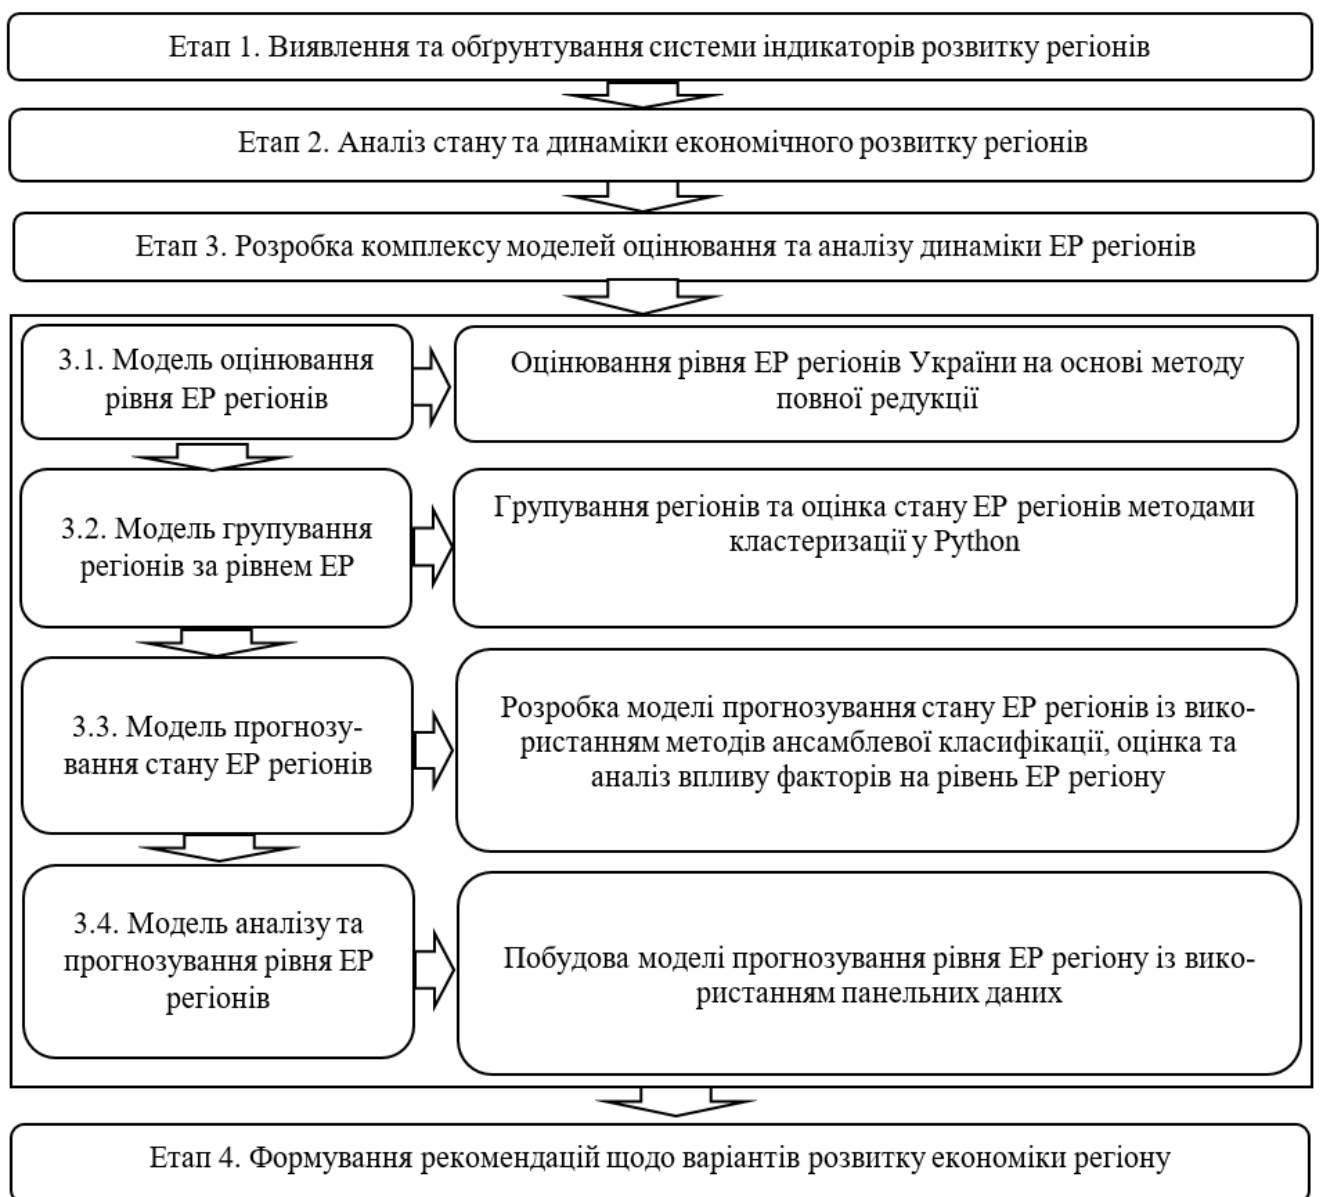 Етап 1. Виявлення та обґрунтування системи індикаторів розвитку регіонів
Етап 2. Аналіз стану та динаміки економічного розвитку регіонів
Етап 3. Розробка комплексу моделей оцінювання та аналізу динаміки ЕР регіонів
3.1. Модель оцінювання
рівня ЕР регіонів
Оцінювання рівня ЕР регіонів України на основі методу
повної редукції
3.2. Модель групування
регіонів за рівнем ЕР
Групування регіонів та оцінка стану ЕР регіонів методами
кластеризації у Python
3.3. Модель прогнозу-
вання стану ЕР регіонів
Розробка моделі прогнозування стану ЕР регіонів із вико-
ристанням методів ансамблевої класифікації, оцінка та
аналіз впливу факторів на рівень ЕР регіону
3.4. Модель аналізу та
прогнозування рівня ЕР
регіонів
Побудова моделі прогнозування рівня ЕР регіону із вико-
ристанням панельних даних
Етап 4. Формування рекомендацій щодо варіантів розвитку економіки регіону